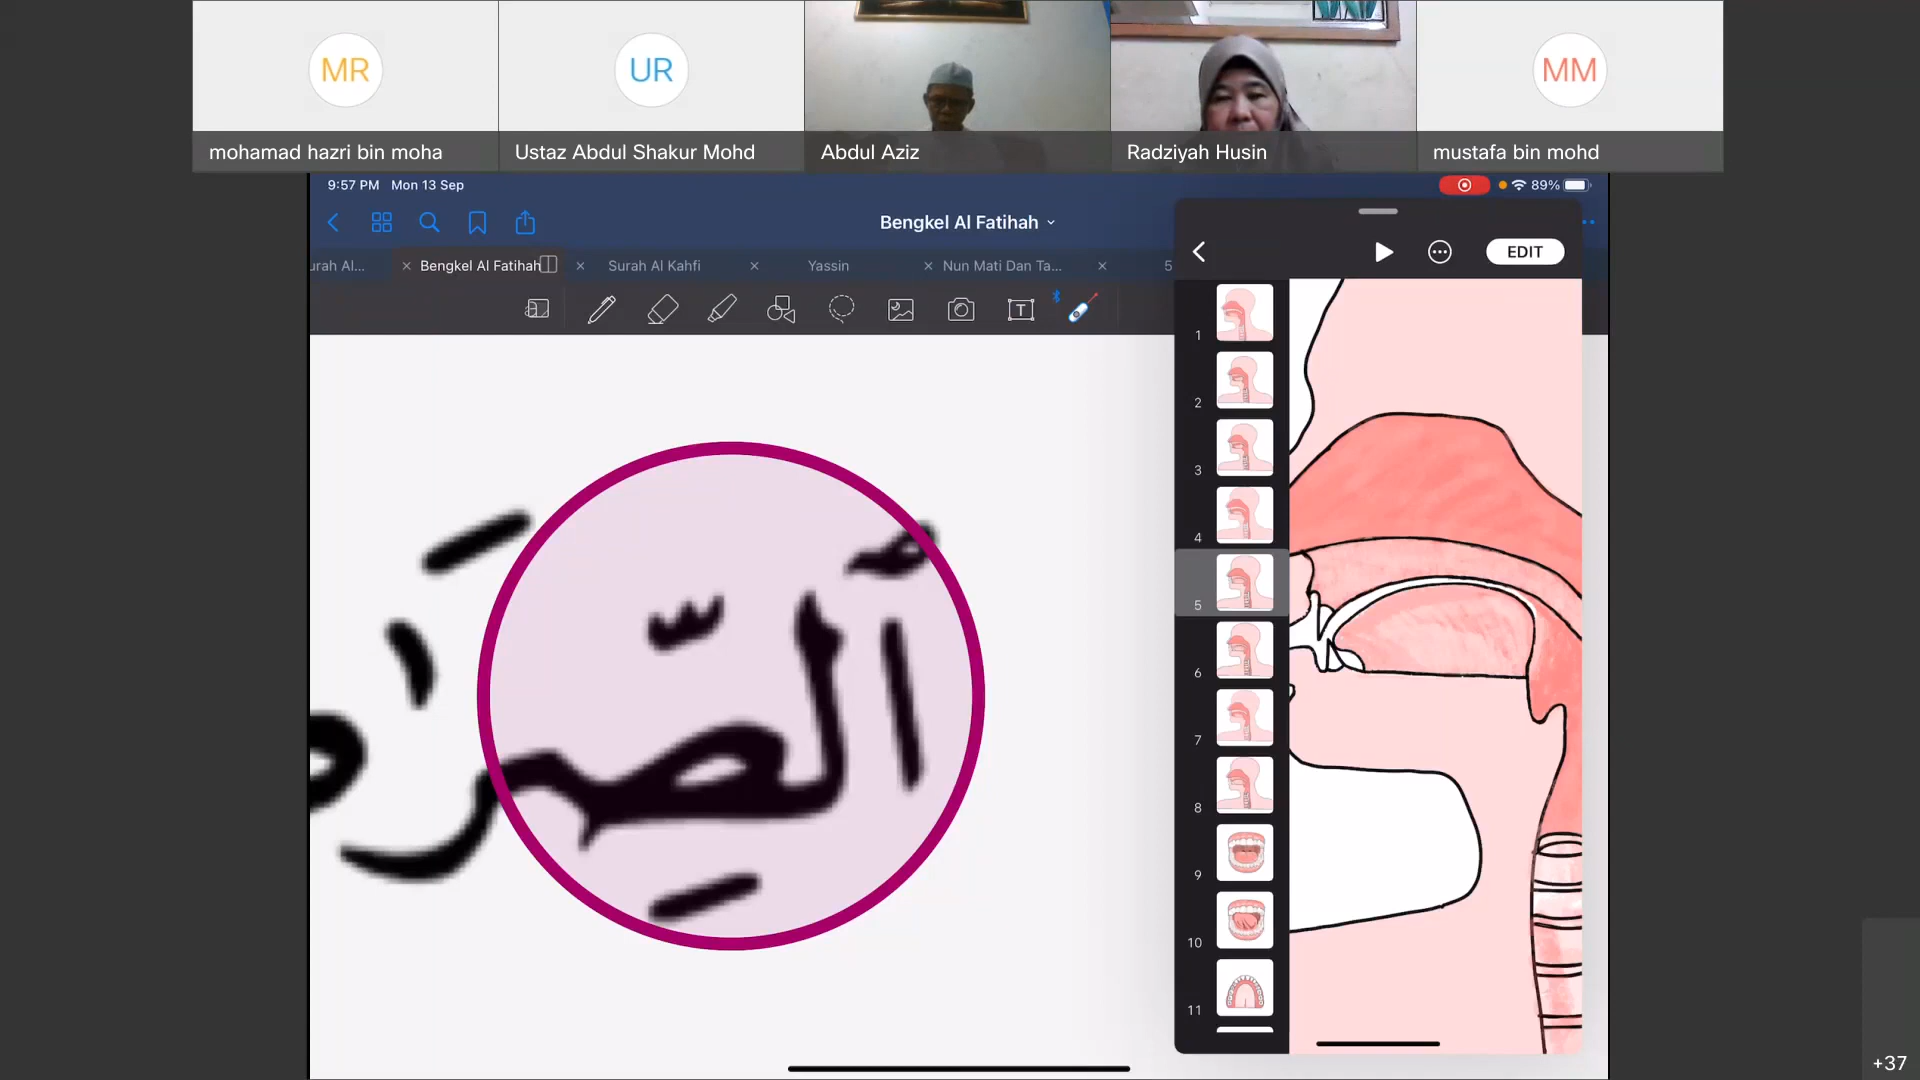 MR
UR
MM
mohamad hazri bin moha
Ustaz Abdul Shakur Mohd
Abdul Aziz
Radziyah Husin
mustafa bin mohd
9:57 PM Mon 13 Sep
89%
Bengkel Al Fatihah
urah Al...
Bengkel Al Fatihah
Surah Al Kahfi
Yassin
Nun Mati Dan Ta...
5
T
EDIT
1
2
3
4
5
6
7
8
9
10
11
+37